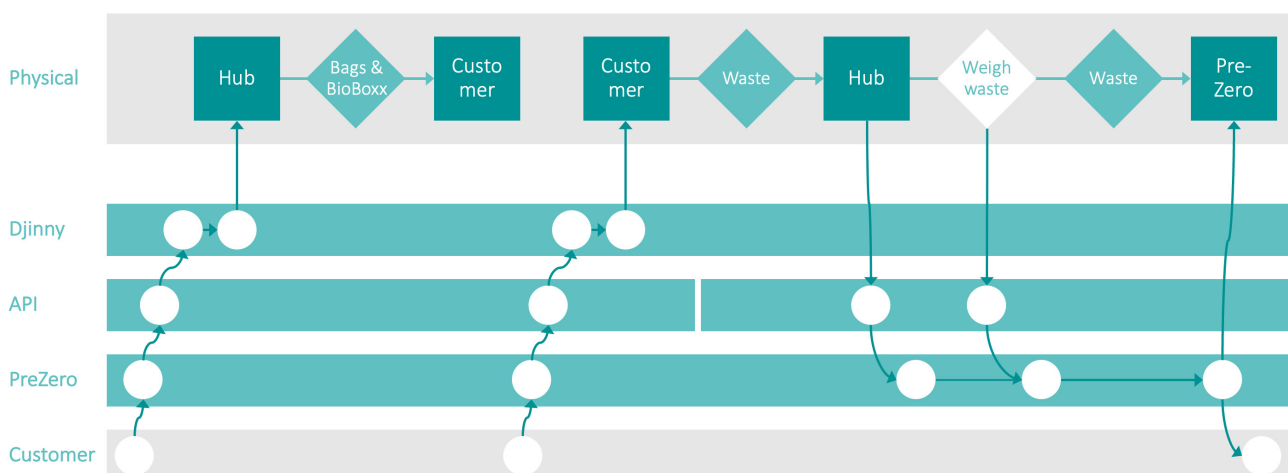 Physical
Hub
Bags &
BioBoxx
Custo
mer
Custo
mer
Waste
Hub
Weigh
waste
Waste
Pre-
Zero
Djinny
API
PreZero
Customer